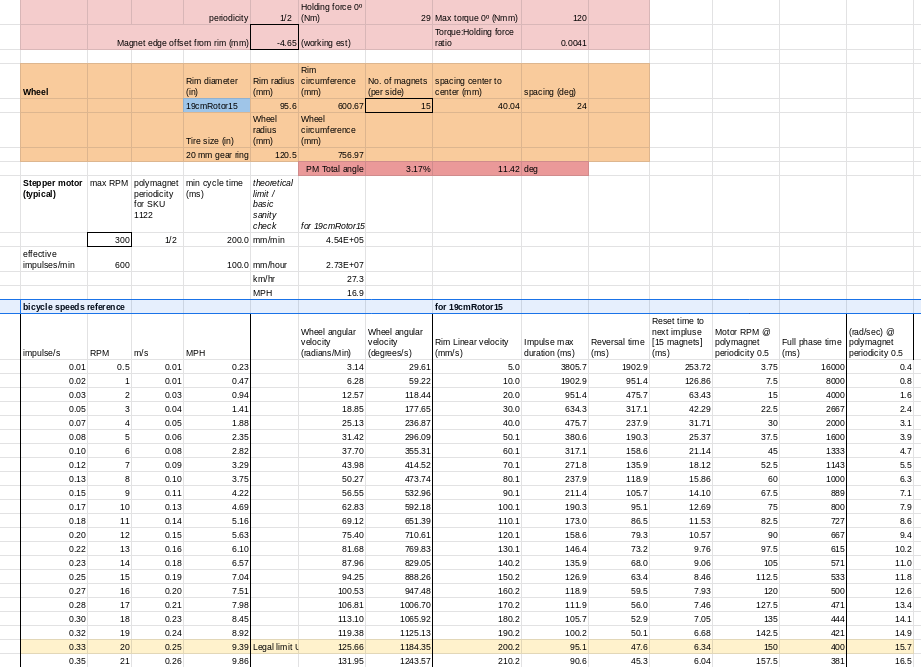 Holding force 0º
periodicity 1/2 (Nm) 29 Max torque 0º (Nmm) 120
Torque:Holding force
Magnet edge offset from rim (mm) -4.65 (working est) ratio 0.0041
Rim
Rim diameter Rim radius circumference No. of magnets spacing center to
Wheel (in) (mm) (mm) (per side) center (mm) spacing (deg)
19cmRotor15 95.6 600.67 15 40.04 24
Wheel Wheel
radius circumference
Tire size (in) (mm) (mm)
20 mm gear ring 120.5 756.97
PM Total angle 3.17% 11.42 deg
Stepper motor max RPM polymagnet min cycle time theoretical
(typical) periodicity (ms) limit /
for SKU basic
1122 sanity
check for 19cmRotor15
300 1/2 200.0 mm/min 4.54E+05
effective
impulses/min 600 100.0 mm/hour 2.73E+07
km/hr 27.3
MPH 16.9
bicycle speeds reference for 19cmRotor15
Reset time to
Wheel angular Wheel angular next impluse Motor RPM @ (rad/sec) @
velocity velocity Rim Linear velocity Impulse max Reversal time [15 magnets] polymagnet Full phase time polymagnet
impulse/s RPM m/s MPH (radians/Min) (degrees/s) (mm/s) duration (ms) (ms) (ms) periodicity 0.5 (ms) periodicity 0.5
0.01 0.5 0.01 0.23 3.14 29.61 5.0 3805.7 1902.9 253.72 3.75 16000 0.4
0.02 1 0.01 0.47 6.28 59.22 10.0 1902.9 951.4 126.86 7.5 8000 0.8
0.03 2 0.03 0.94 12.57 118.44 20.0 951.4 475.7 63.43 15 4000 1.6
0.05 3 0.04 1.41 18.85 177.65 30.0 634.3 317.1 42.29 22.5 2667 2.4
0.07 4 0.05 1.88 25.13 236.87 40.0 475.7 237.9 31.71 30 2000 3.1
0.08 5 0.06 2.35 31.42 296.09 50.1 380.6 190.3 25.37 37.5 1600 3.9
0.10 6 0.08 2.82 37.70 355.31 60.1 317.1 158.6 21.14 45 1333 4.7
0.12 7 0.09 3.29 43.98 414.52 70.1 271.8 135.9 18.12 52.5 1143 5.5
0.13 8 0.10 3.75 50.27 473.74 80.1 237.9 118.9 15.86 60 1000 6.3
0.15 9 0.11 4.22 56.55 532.96 90.1 211.4 105.7 14.10 67.5 889 7.1
0.17 10 0.13 4.69 62.83 592.18 100.1 190.3 95.1 12.69 75 800 7.9
0.18 11 0.14 5.16 69.12 651.39 110.1 173.0 86.5 11.53 82.5 727 8.6
0.20 12 0.15 5.63 75.40 710.61 120.1 158.6 79.3 10.57 90 667 9.4
0.22 13 0.16 6.10 81.68 769.83 130.1 146.4 73.2 9.76 97.5 615 10.2
0.23 14 0.18 6.57 87.96 829.05 140.2 135.9 68.0 9.06 105 571 11.0
0.25 15 0.19 7.04 94.25 888.26 150.2 126.9 63.4 8.46 112.5 533 11.8
0.27 16 0.20 7.51 100.53 947.48 160.2 118.9 59.5 7.93 120 500 12.6
0.28 17 0.21 7.98 106.81 1006.70 170.2 111.9 56.0 7.46 127.5 471 13.4
0.30 18 0.23 8.45 113.10 1065.92 180.2 105.7 52.9 7.05 135 444 14.1
0.32 19 0.24 8.92 119.38 1125.13 190.2 100.2 50.1 6.68 142.5 421 14.9
0.33 20 0.25 9.39 Legal limit U 125.66 1184.35 200.2 95.1 47.6 6.34 150 400 15.7
0.35 21 0.26 9.86 131.95 1243.57 210.2 90.6 45.3 6.04 157.5 381 16.5